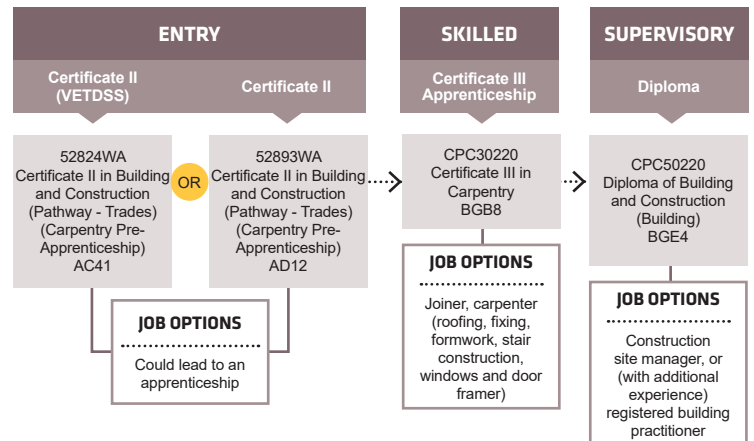 ENTRY
SKILLED
SUPERVISORY
Certificate II
(VETDSS)
Certificate II
Certificate III
Apprenticeship
Diploma
52824WA
Certificate II in Building
and Construction
(Pathway - Trades)
(Carpentry Pre-
Apprenticeship)
AC41
OR
52893WA
Certificate II in Building
and Construction
(Pathway - Trades)
(Carpentry Pre-
Apprenticeship)
AD12
CPC30220
Certificate III in
Carpentry
BGB8
CPC50220
Diploma of Building
and Construction
(Building)
BGE4
JOB OPTIONS
Could lead to an
apprenticeship
JOB OPTIONS
Joiner, carpenter
(roofing, fixing,
formwork, stair
construction,
windows and door
framer)
JOB OPTIONS
Construction
site manager, or
(with additional
experience)
registered building
practitioner